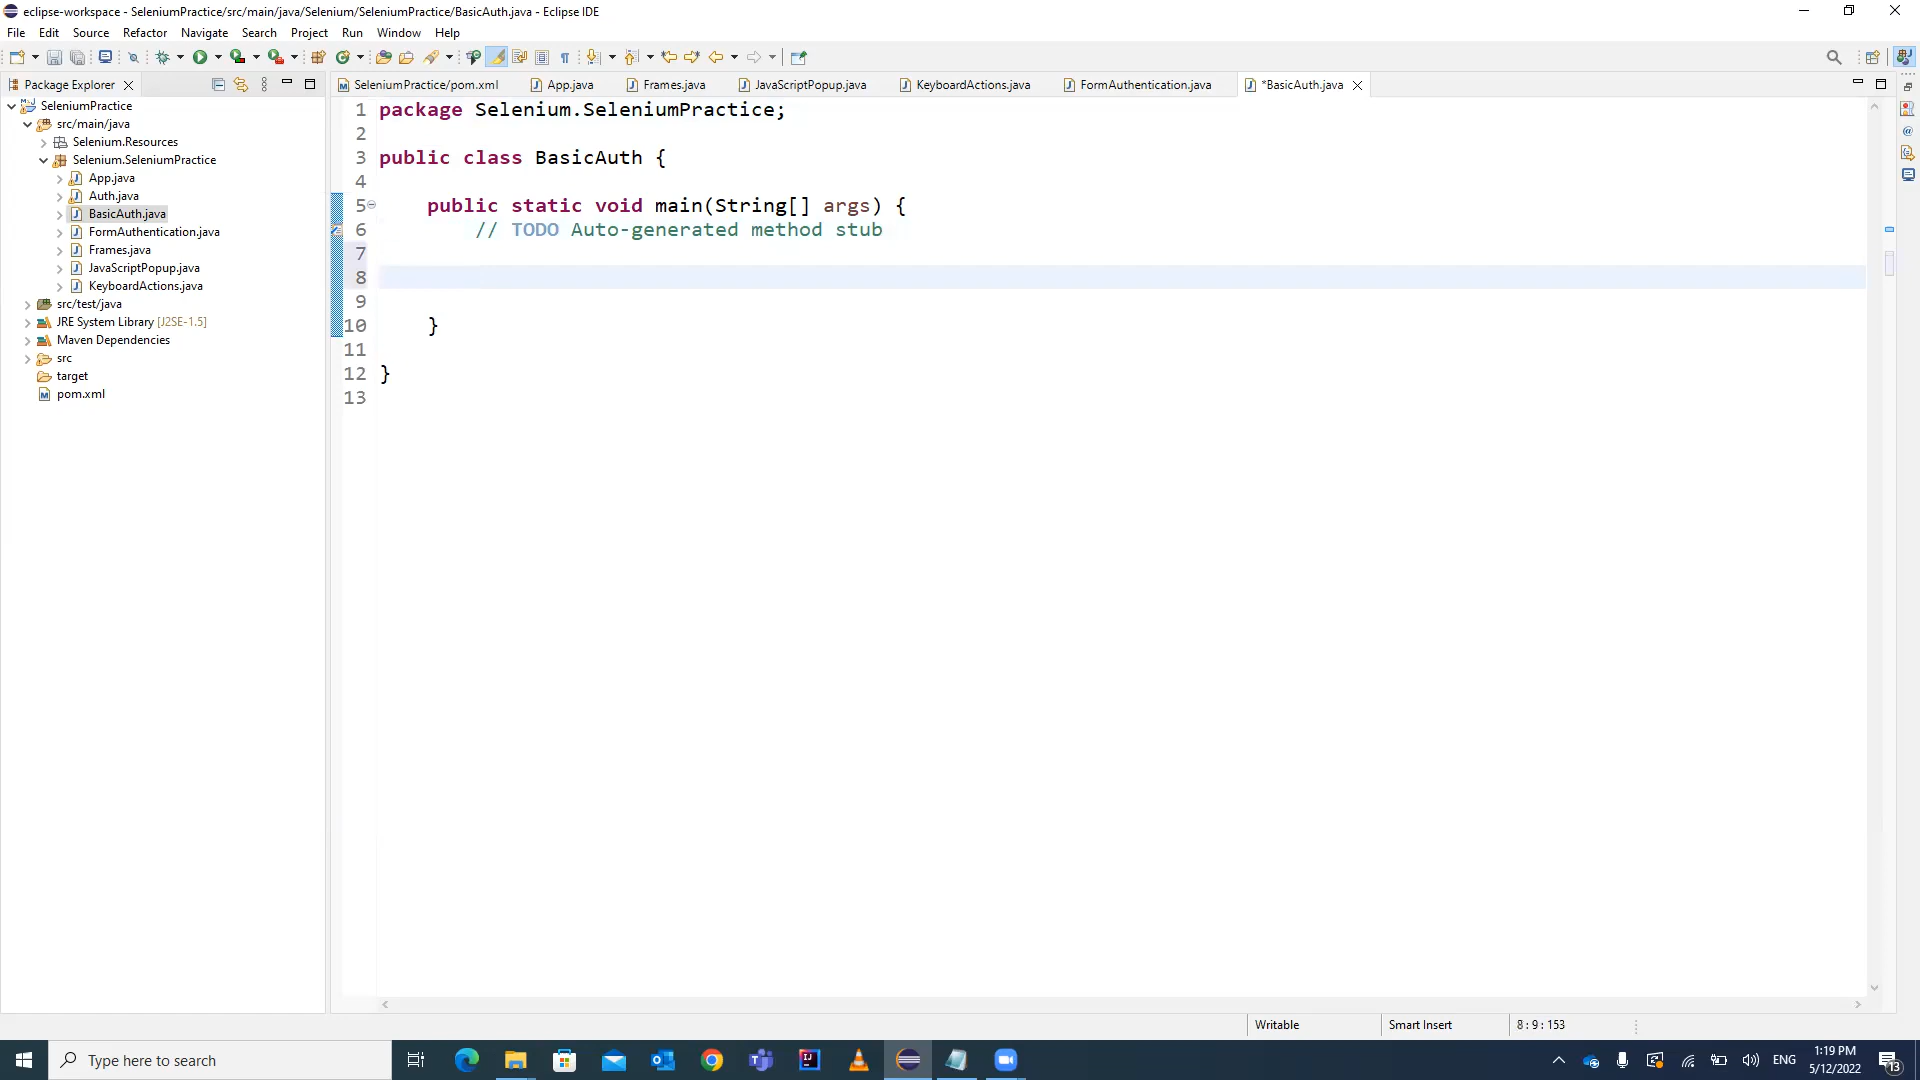 eclipse-workspace - SeleniumPractice/src/main/java/Selenium/SeleniumPractice/BasicAuth.java - Eclipse IDE
File Edit Source Refactor Navigate Search Project Run Window Help
Package Explorer
SeleniumPractice/pom.xml App.java Frames.java JavaScriptPopup.java KeyboardActions.java FormAuthentication.java *BasicAuth.java
SeleniumPractice
src/main/java
Selenium.Resources
Selenium.SeleniumPractice
App.java
Auth.java
BasicAuth.java
FormAuthentication.java
Frames.java
JavaScriptPopup.java
KeyboardActions.java
src/test/java
JRE System Library [J2SE-1.5]
Maven Dependencies
src
target
pom.xml
1 package Selenium.SeleniumPractice;
2
3 public class BasicAuth {
4
5 public static void main(String[] args) {
6 // TODO Auto-generated method stub
7
8
9
10 }
11
12 }
13
Writable Smart Insert 8 : 9 : 153
Type here to search
ENG
1:19 PM
5/12/2022
13